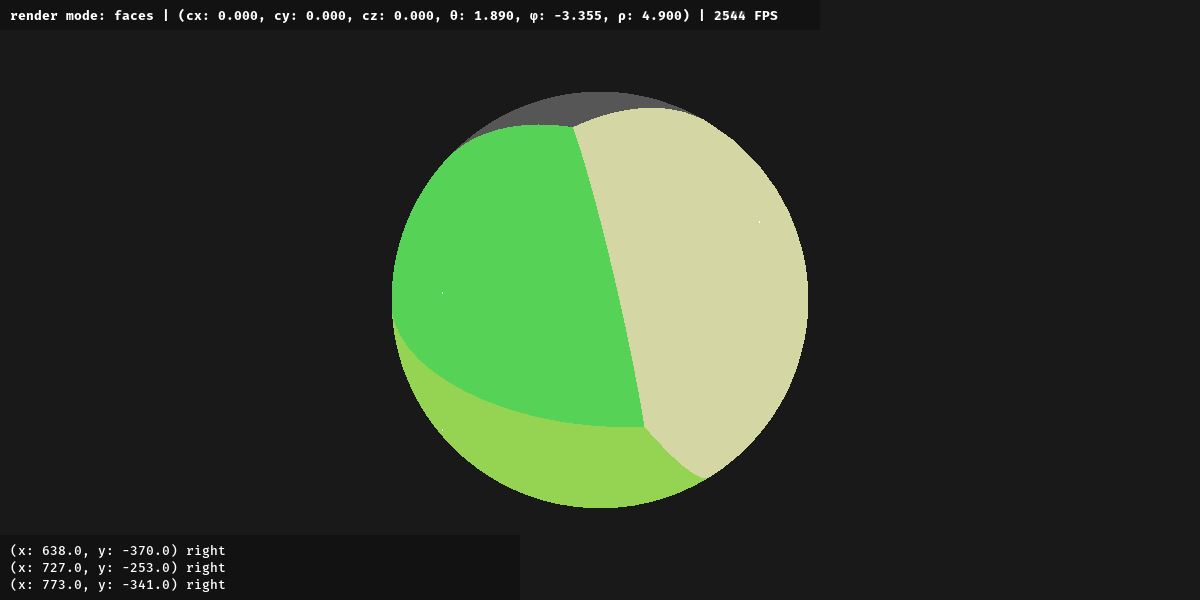 render mode: faces | (cx: 0.000, cy: 0.000, cz: 0.000, θ: 1.890, φ: -3.355, ρ: 4.900) | 2544 FPS
(x: 638.0, y: -370.0) right
(x: 727.0, y: -253.0) right
(x: 773.0, y: -341.0) right